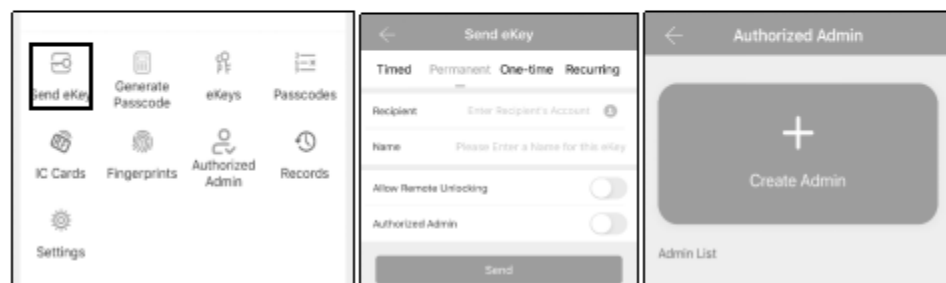 Send eKey
Generate
Passcode
eKeys
Passcodes
IC Cards
Fingerprints
Authorized
Admin
Records
Settings
Send eKey
Timed Permanent One-time Recurring
Recipient Enter Recipient's Account
Name Please Enter a Name for this eKey
Allow Remote Unlocking
Authorized Admin
Send
Authorized Admin
Create Admin
Admin List